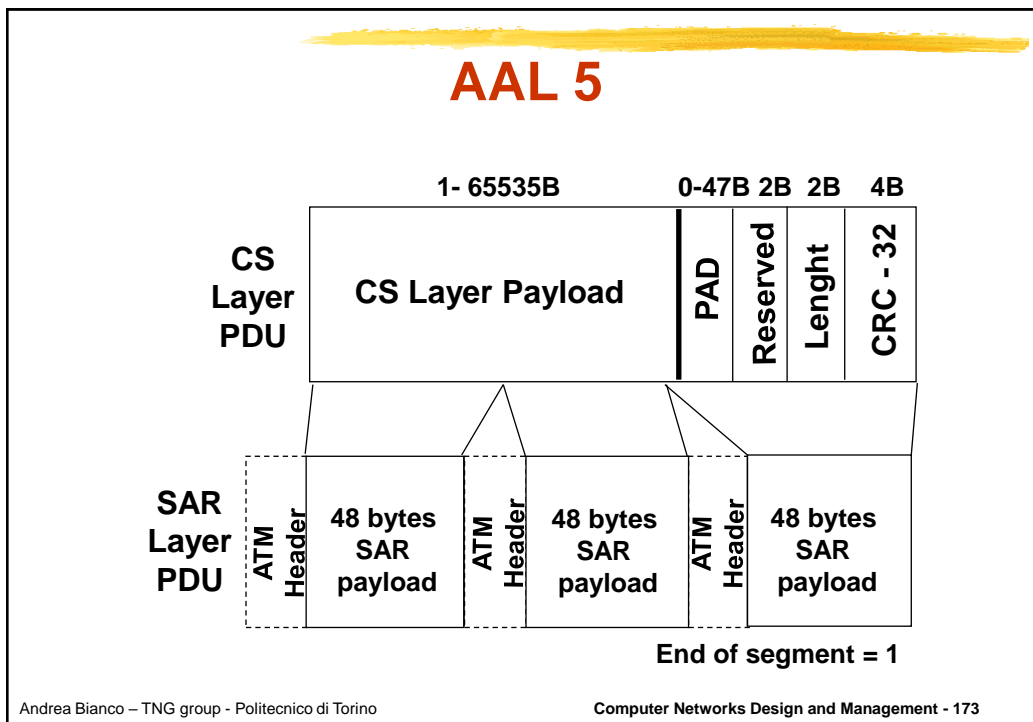 AAL 5
1- 65535B 0-47B 2B 2B 4B
CS
Layer
PDU
CS Layer Payload
PAD
Reserved
Lenght
CRC - 32
SAR
Layer
PDU
ATM
Header
48 bytes
SAR
payload
ATM
Header
48 bytes
SAR
payload
ATM
Header
48 bytes
SAR
payload
End of segment = 1
Andrea Bianco – TNG group - Politecnico di Torino
Computer Networks Design and Management - 173